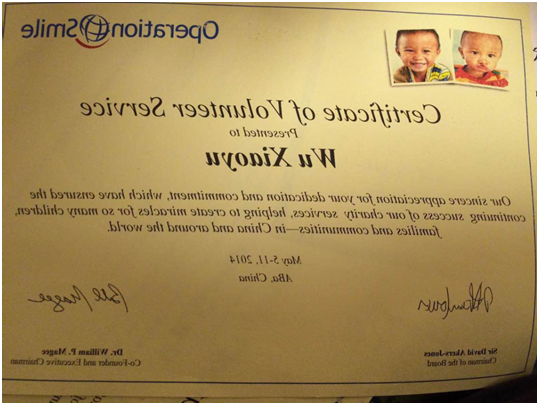 Operation Smile
Certificate of Volunteer Service
Presented to
Wu Xiaoyu
Our sincere appreciation for your dedication and commitment, which have ensured the
continuing success of our charity services, helping to create miracles for so many children,
families and communities—in China and around the world.
May 5-11, 2014
ABa, China
Bill Magee
Sir David Akers-Jones
Chairman of the Board
Dr. William P. Magee
Co-Founder and Executive Chairman